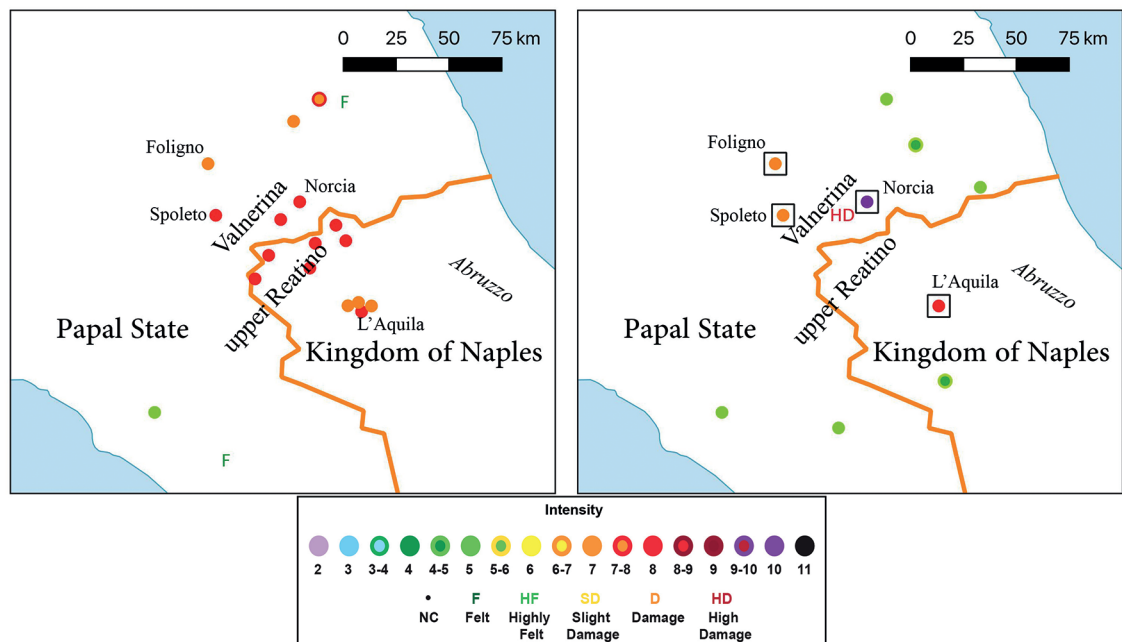 0 25 50 75 km
F
Foligno
Norcia
Spoleto
Valnerina
upper Reatino
Abruzzo
L'Aquila
Papal State
Kingdom of Naples
F
0 25 50 75 km
Foligno
Norcia
Spoleto
HD
Valnerina
upper Reatino
Abruzzo
L'Aquila
Papal State
Kingdom of Naples
Intensity
2 3 3-4 4 4-5 5 5-6 6 6-7 7 7-8 8 8-9 9 9-10 10 11
F HF SD D HD
NC Felt Highly Slight Damage High
Felt Damage Damage